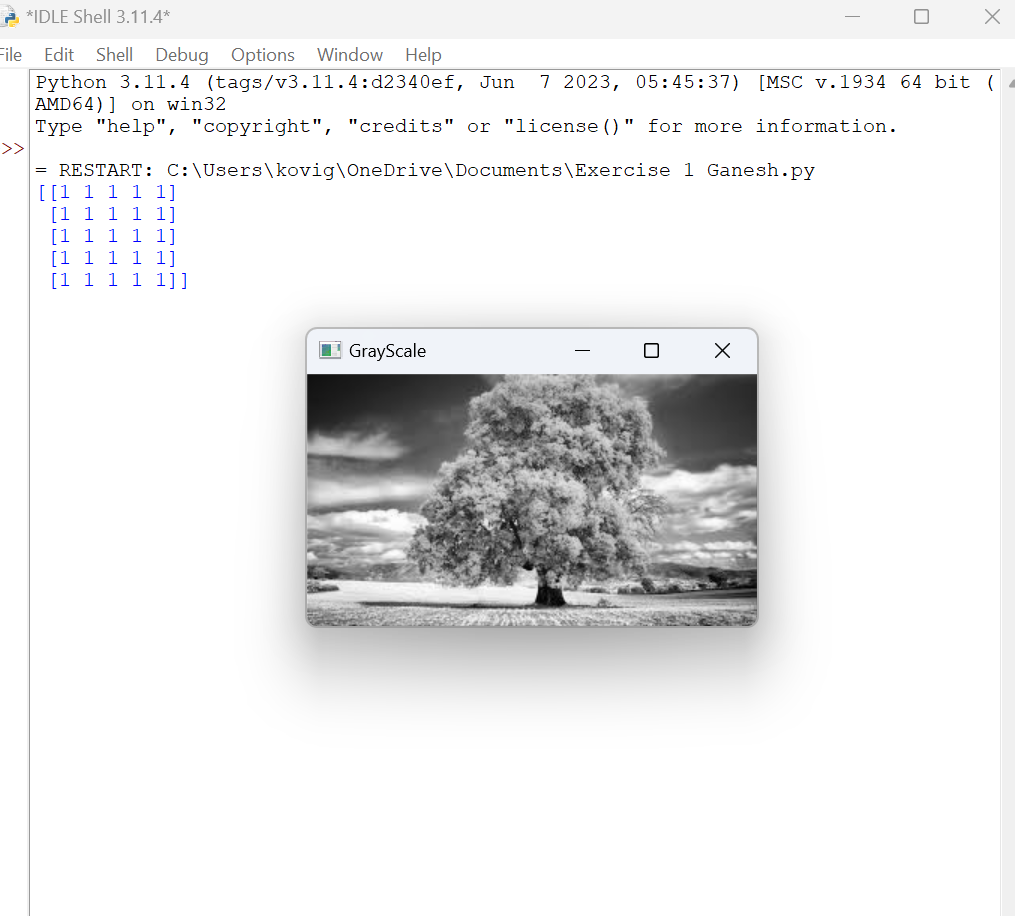 *IDLE Shell 3.11.4*
File Edit Shell Debug Options Window Help
Python 3.11.4 (tags/v3.11.4:d2340ef, Jun  7 2023, 05:45:37) [MSC v.1934 64 bit (
AMD64)] on win32
Type "help", "copyright", "credits" or "license()" for more information.
>>
= RESTART: C:\Users\kovig\OneDrive\Documents\Exercise 1 Ganesh.py
[[1 1 1 1 1]
 [1 1 1 1 1]
 [1 1 1 1 1]
 [1 1 1 1 1]
 [1 1 1 1 1]]
GrayScale